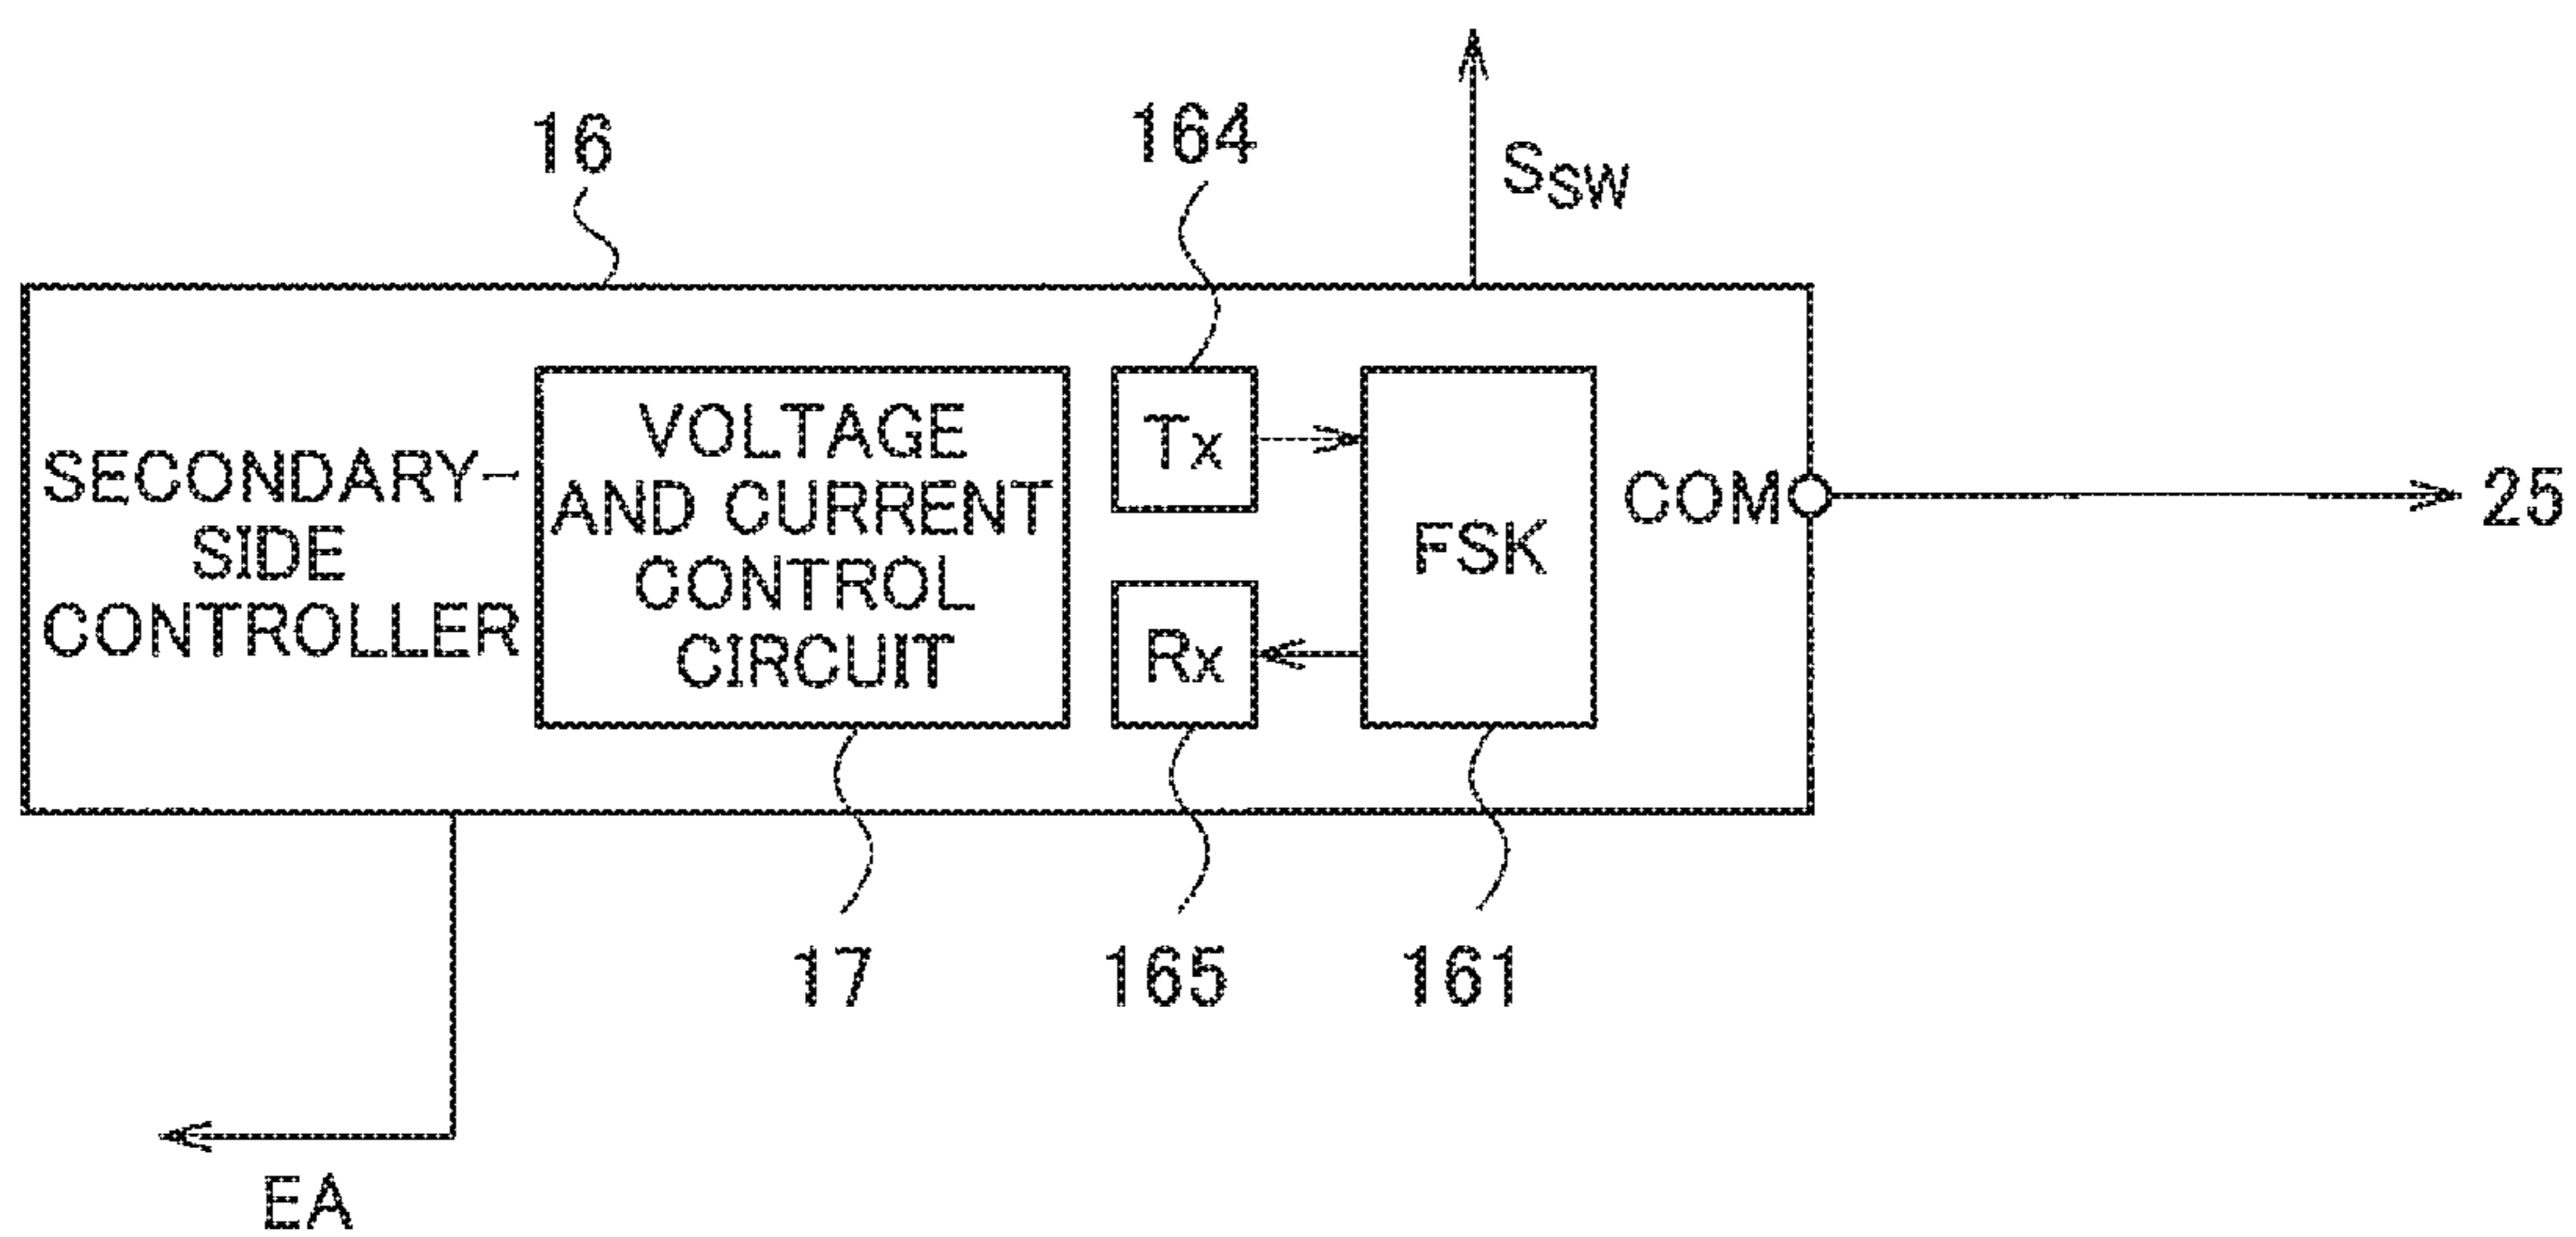 16
164
S_SW
SECONDARY-
SIDE
CONTROLLER
VOLTAGE
AND CURRENT
CONTROL
CIRCUIT
Tx
Rx
FSK
COM
25
17
165
161
EA